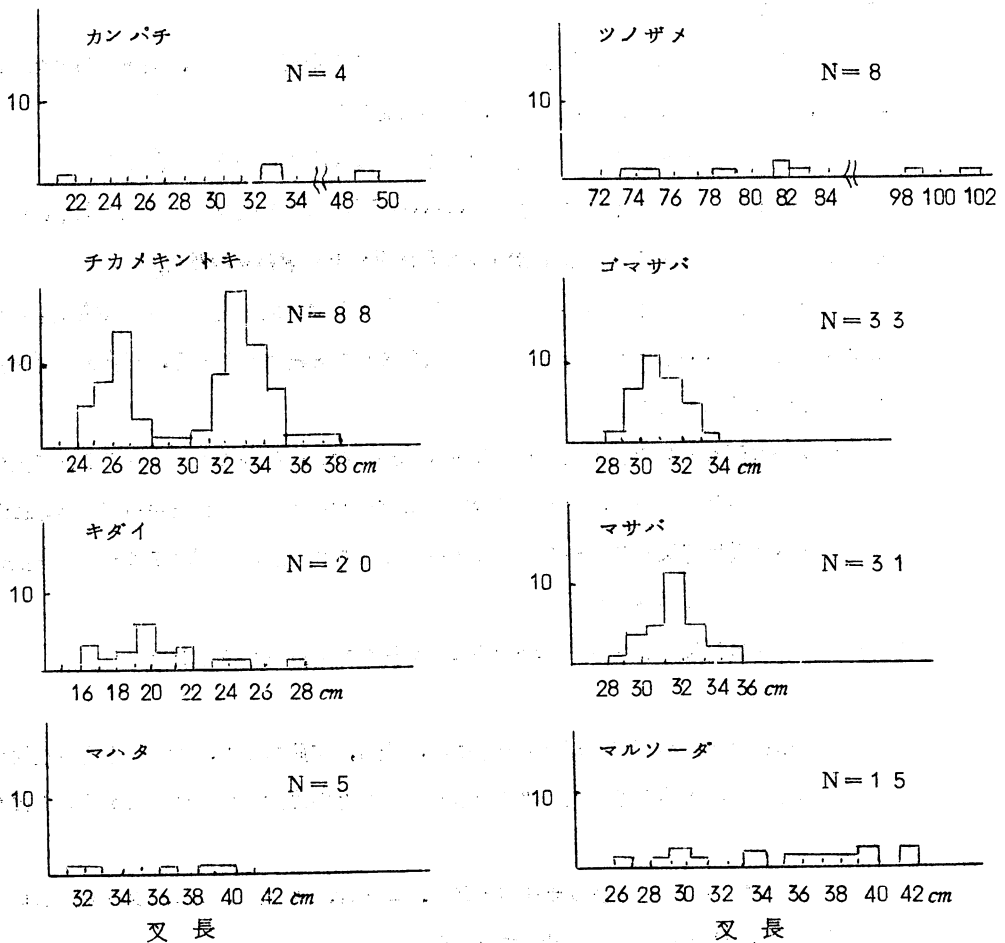 カンパチ
N=4
10
22 24 26 28 30 32 34 48 50
ツノザメ
N=8
10
72 74 76 78 80 82 84 98 100 102
チカメキントキ
N=88
10
24 26 28 30 32 34 36 38 cm
ゴマサバ
N=33
10
28 30 32 34
キダイ
N=20
10
16 18 20 22 24 26 28 cm
マサバ
N=31
10
28 30 32 34 36 cm
マハタ
N=5
10
32 34 36 38 40 42 cm
叉長
マルソーダ
N=15
10
26 28 30 32 34 36 38 40 42 cm
叉長